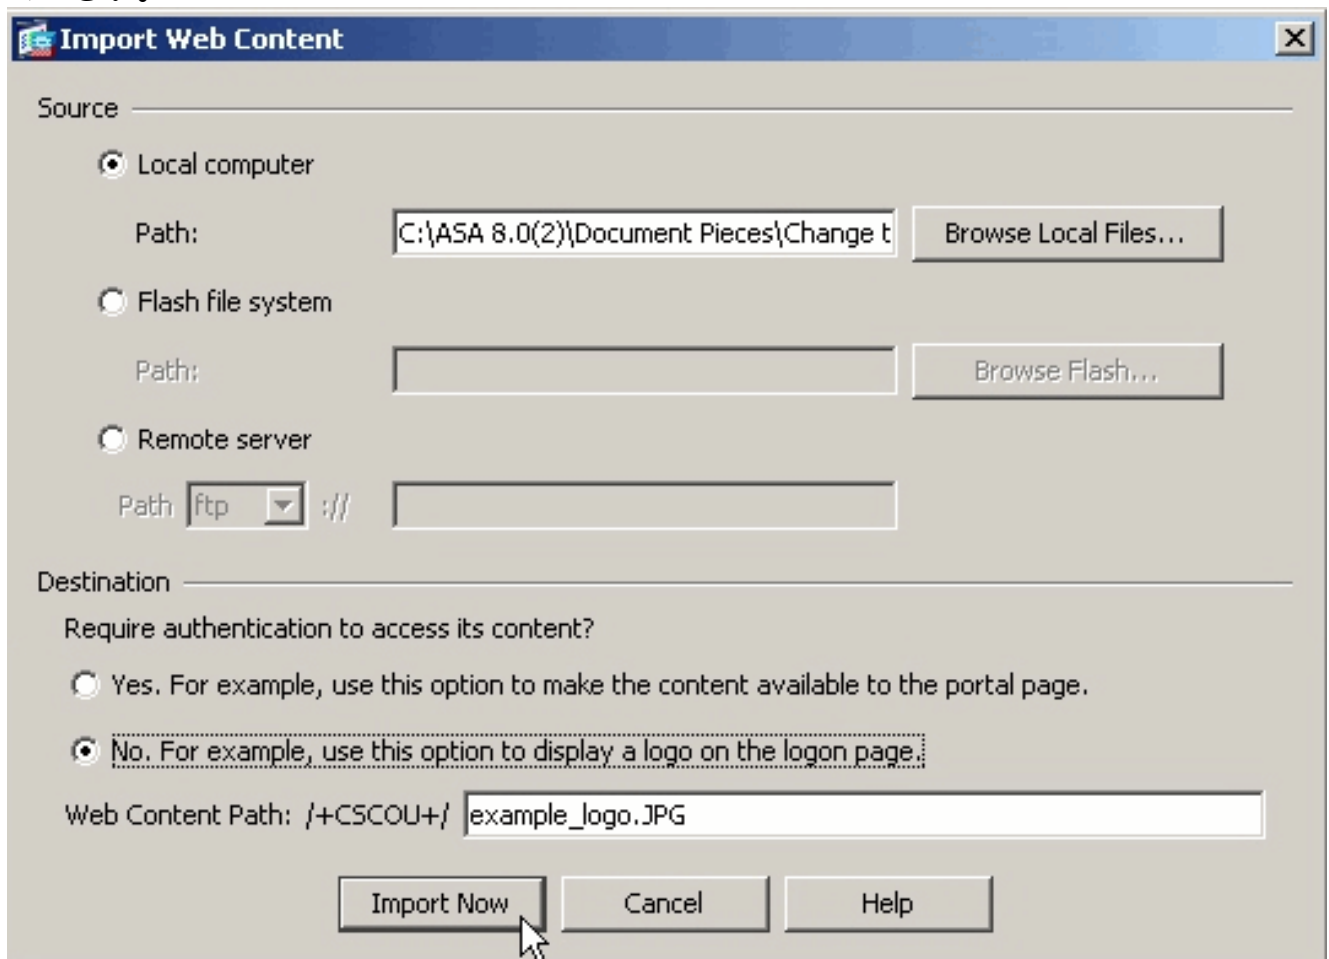 Import Web Content
Source
Local computer
Path: C:\ASA 8.0(2)\Document Pieces\Change t Browse Local Files...
Flash file system
Path: Browse Flash...
Remote server
Path ftp ://
Destination
Require authentication to access its content?
Yes. For example, use this option to make the content available to the portal page.
No. For example, use this option to display a logo on the logon page.
Web Content Path: /+CSCOU+/ example_logo.JPG
Import Now Cancel Help